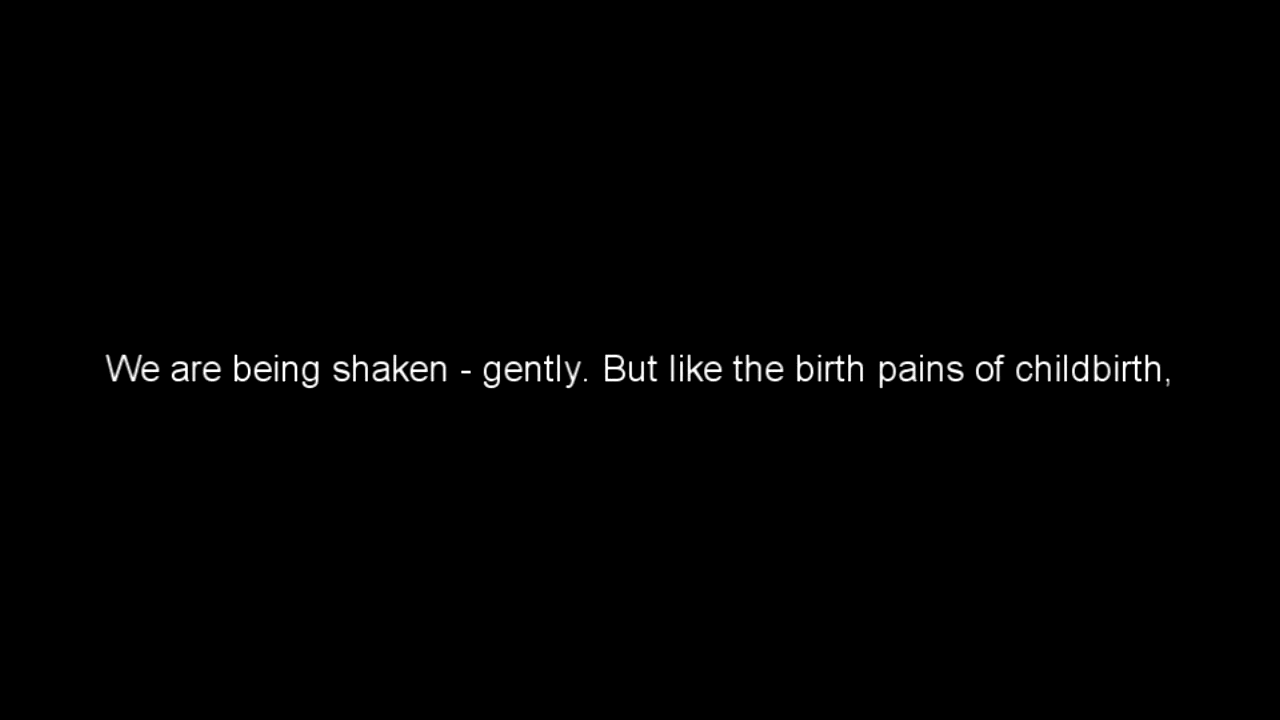 We are being shaken - gently. But like the birth pains of childbirth,